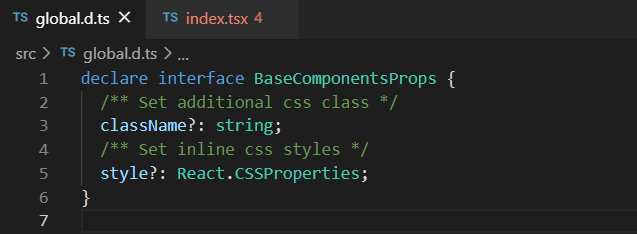 TS global.d.ts × TS index.tsx 4
src > TS global.d.ts > ...
1 declare interface BaseComponentsProps {
2 /** Set additional css class */
3 className?: string;
4 /** Set inline css styles */
5 style?: React.CSSProperties;
6 }
7